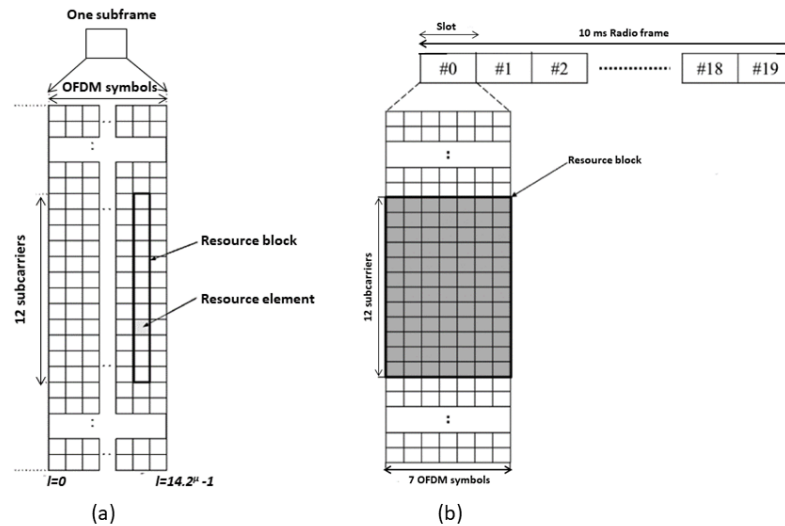 One subframe
OFDM symbols
..
:
12 subcarriers
Resource block
Resource element
..
:
..
l=0
l=14.2μ -1
(a)
Slot
10 ms Radio frame
#0
#1
#2
............
#18
#19
:
Resource block
12 subcarriers
:
7 OFDM symbols
(b)